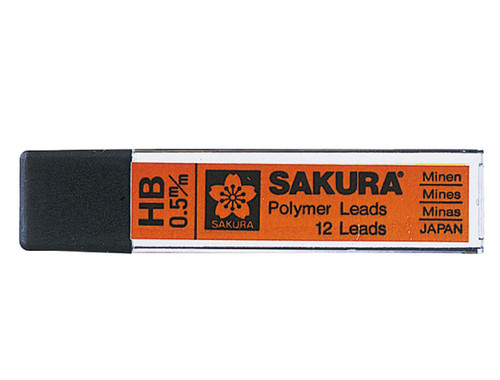 HB
0.5m/m
SAKURA
SAKURA®
Polymer Leads
12 Leads
Minen
Mines
Minas
JAPAN